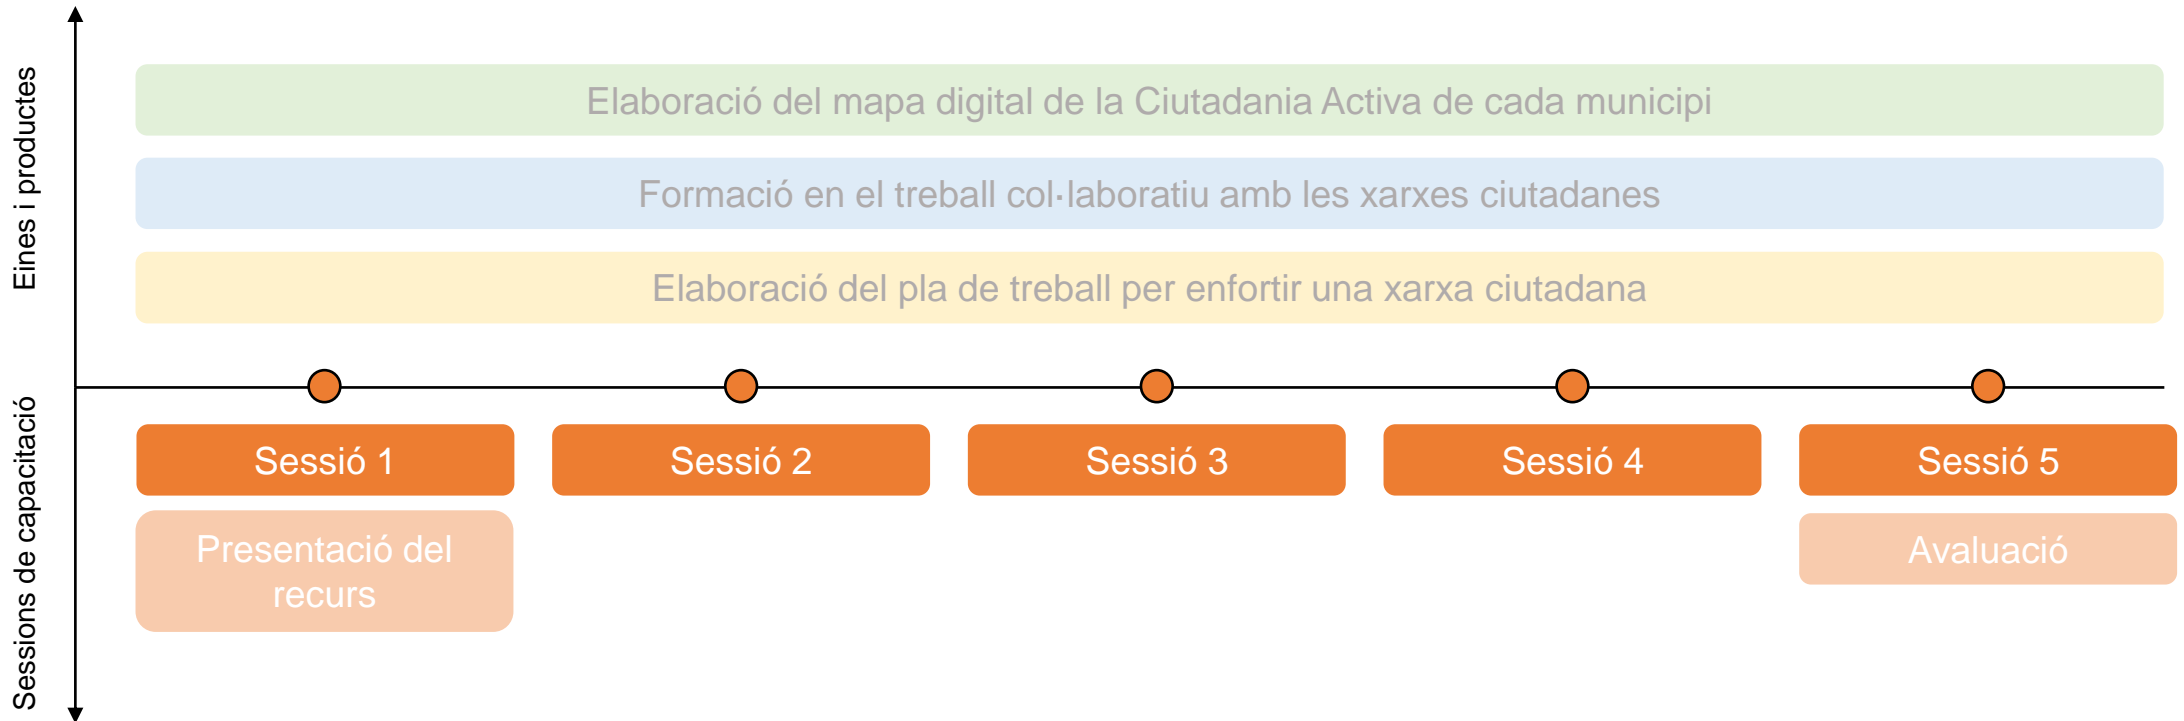 Eines i productes
Elaboració del mapa digital de la Ciutadania Activa de cada municipi
Formació en el treball col·laboratiu amb les xarxes ciutadanes
Elaboració del pla de treball per enfortir una xarxa ciutadana
Sessions de capacitació
Sessió 1
Sessió 2
Sessió 3
Sessió 4
Sessió 5
Presentació del
recurs
Avaluació